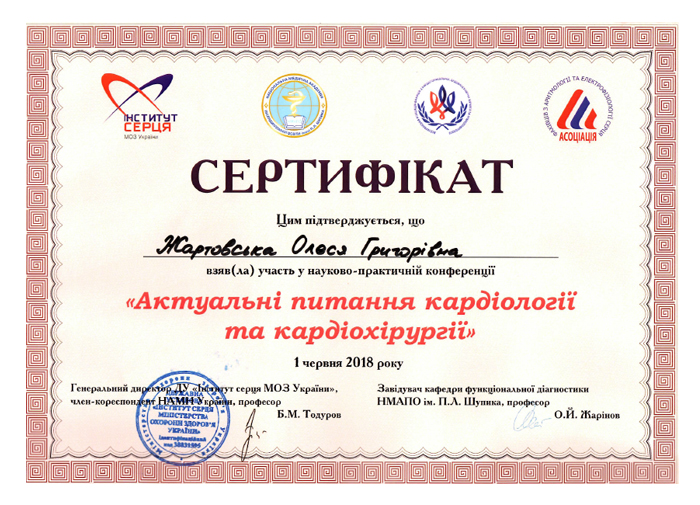 ІНСТИТУТ
СЕРЦЯ
МОЗ України
АСОЦІАЦІЯ
СЕРТИФІКАТ
Цим підтверджується, що
Жартовська Олеся Григорівна
взяв(ла) участь у науково-практичній конференції
«Актуальні питання кардіології
та кардіохірургії»
1 червня 2018 року
Генеральний директор ДУ «Інститут серця МОЗ України»,
член-кореспондент НАМН України, професор
Б.М. Тодуров
Завідувач кафедри функціональної діагностики
НМАПО ім. П.Л. Шупика, професор
О.Й. Жарінов
ДЕРЖАВНА
«ІНСТИТУТ СЕРЦЯ
МІНІСТЕРСТВА
ОХОРОНИ ЗДОРОВ'Я
УКРАЇНИ»